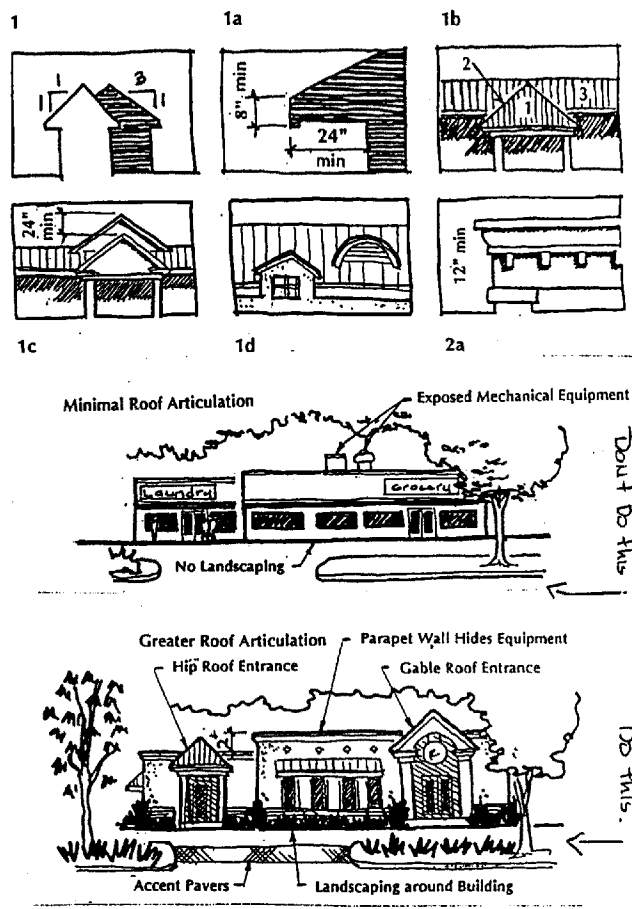 1
1a
1b
1
1
3
1
8" min
24"
min
2
1
3
24"
min
12" min
1c
1d
2a
Minimal Roof Articulation
Exposed Mechanical Equipment
Laundry
Grocery
No Landscaping
Don't Do this
Greater Roof Articulation
Parapet Wall Hides Equipment
Hip Roof Entrance
Gable Roof Entrance
Do this.
Accent Pavers
Landscaping around Building